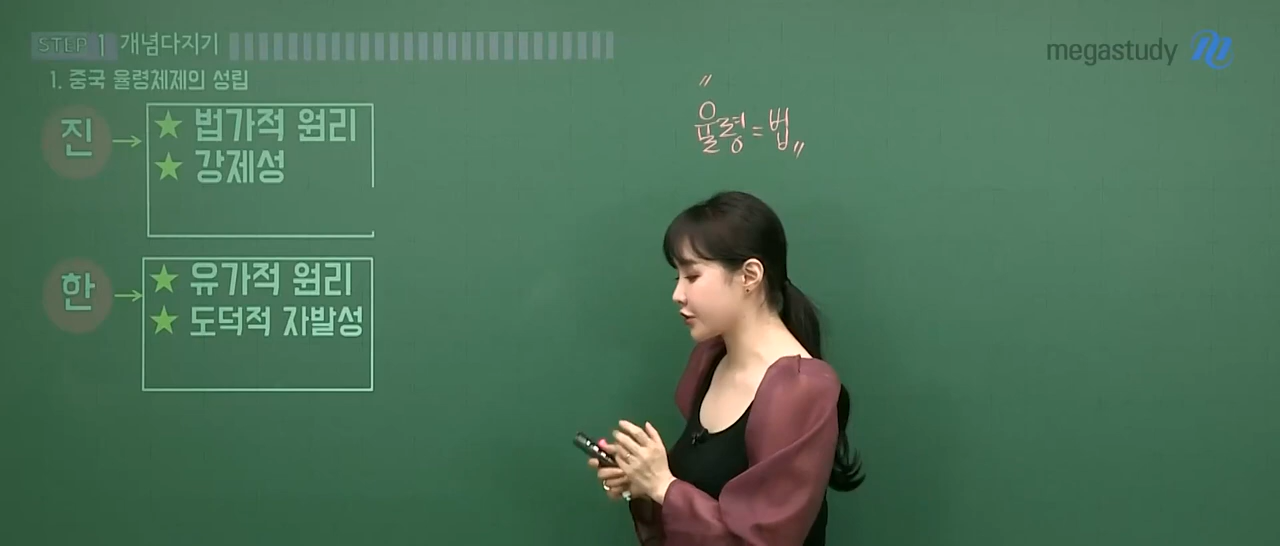 STEP 1 개념다지기
1. 중국 율령체제의 성립
진 → ★ 법가적 원리
★ 강제성
한 → ★ 유가적 원리
★ 도덕적 자발성
"율령=법"
megastudy